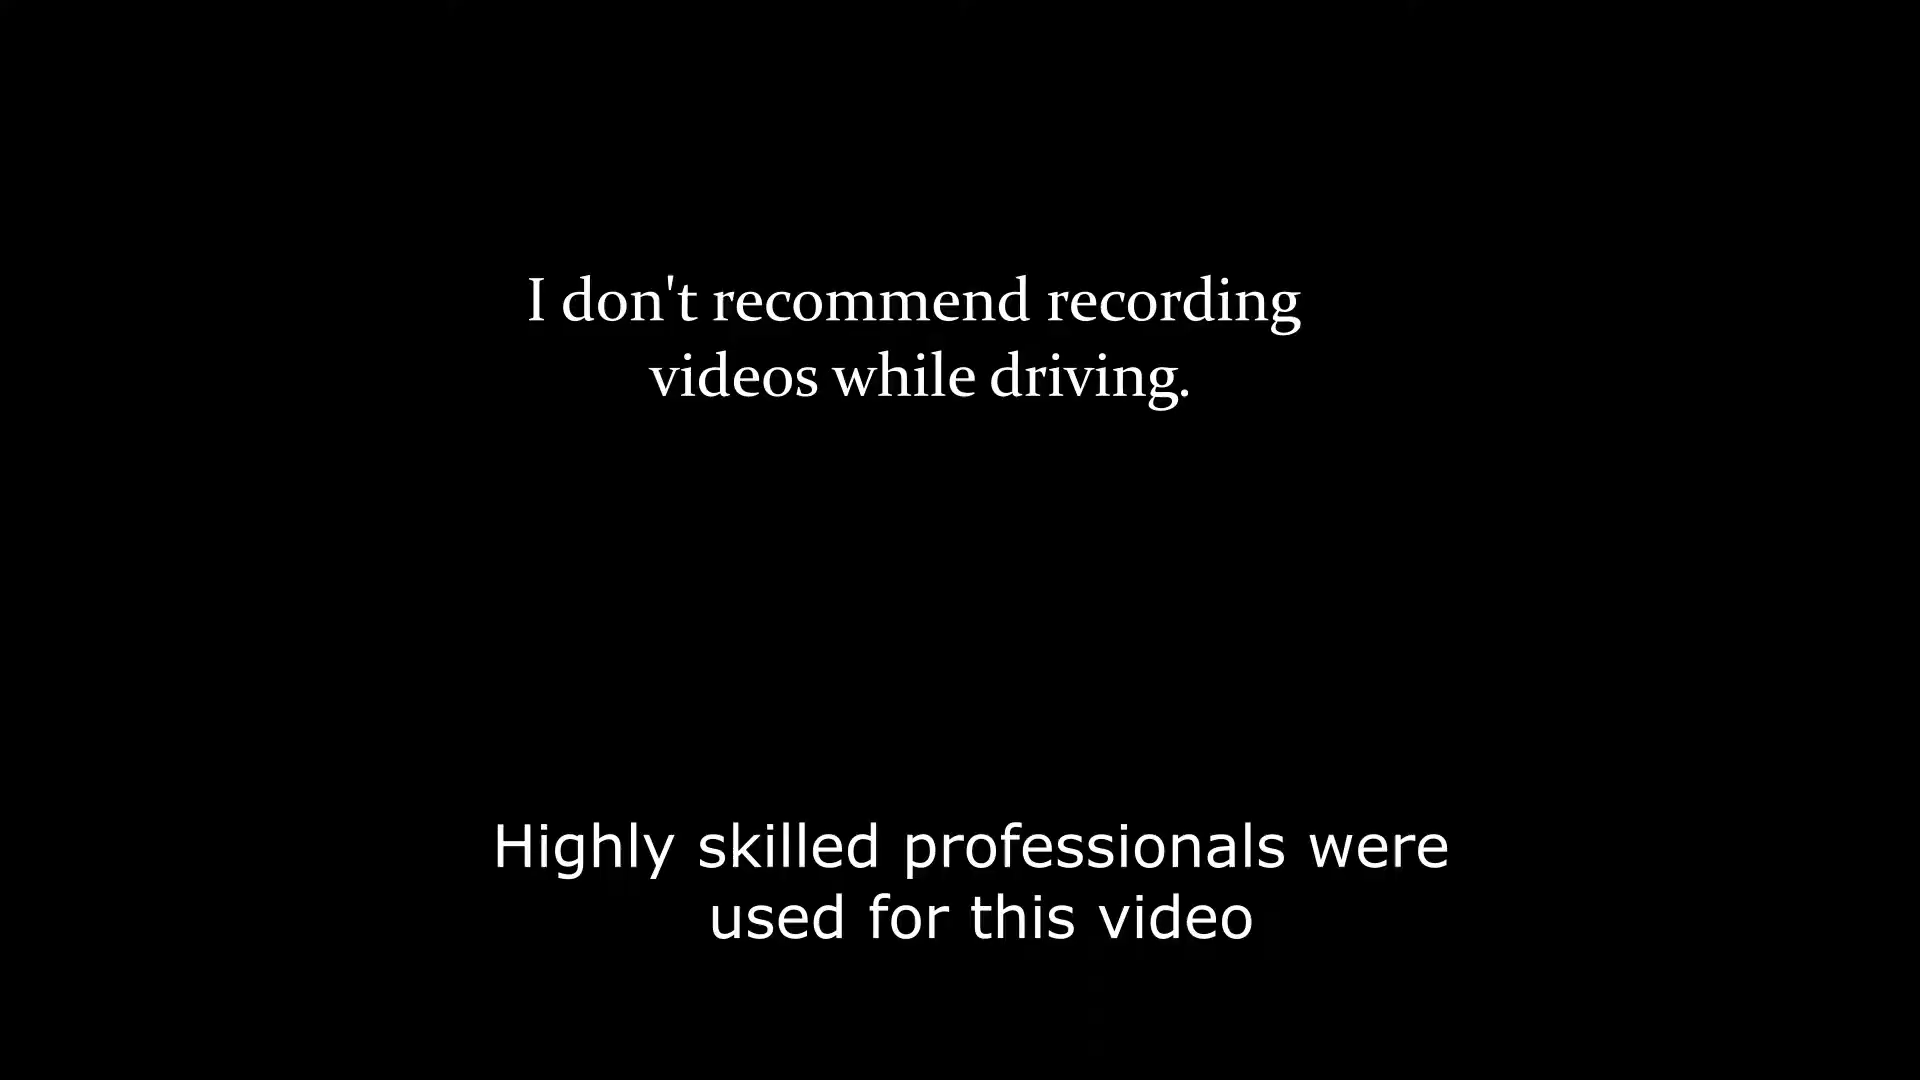 I don't recommend recording
videos while driving.
Highly skilled professionals were
used for this video